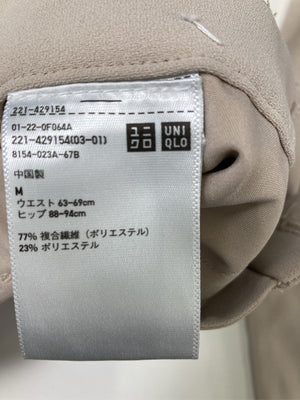 221-429154
01-22-0F064A
221-429154(03-01)
8154-023A-67B
ユニ
クロ
UNI
QLO
中国製
M
ウエスト 63-69cm
ヒップ 88-94cm
77% 複合繊維(ポリエステル)
23% ポリエステル